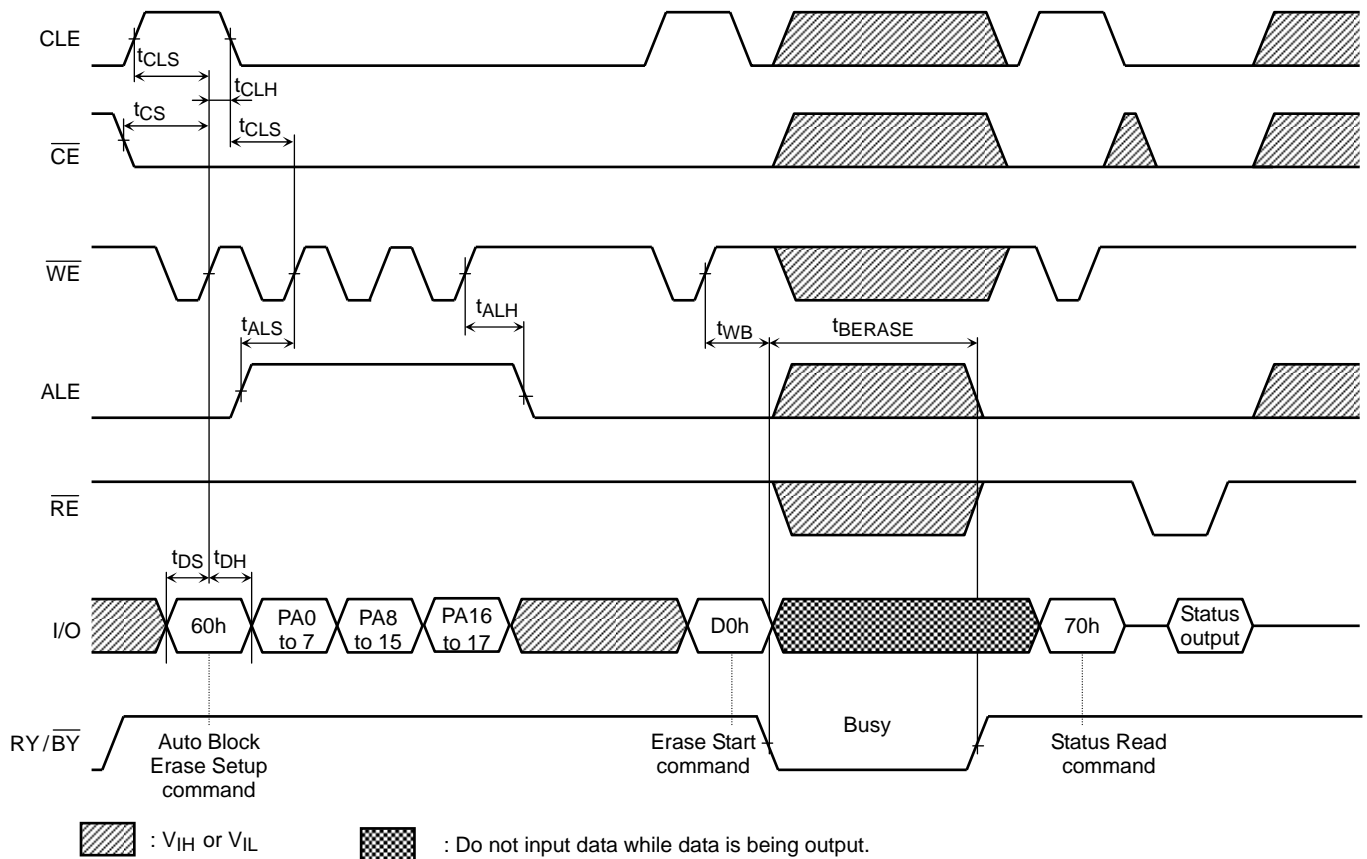 CLE
tCLS
tCLH
tCS
tCLS
CE
WE
tALS
tALH
tWB
tBERASE
ALE
RE
tDS
tDH
I/O
60h
PA0
to 7
PA8
to 15
PA16
to 17
D0h
70h
Status
output
RY/BY
Busy
Auto Block
Erase Setup
command
Erase Start
command
Status Read
command
: VIH or VIL
: Do not input data while data is being output.